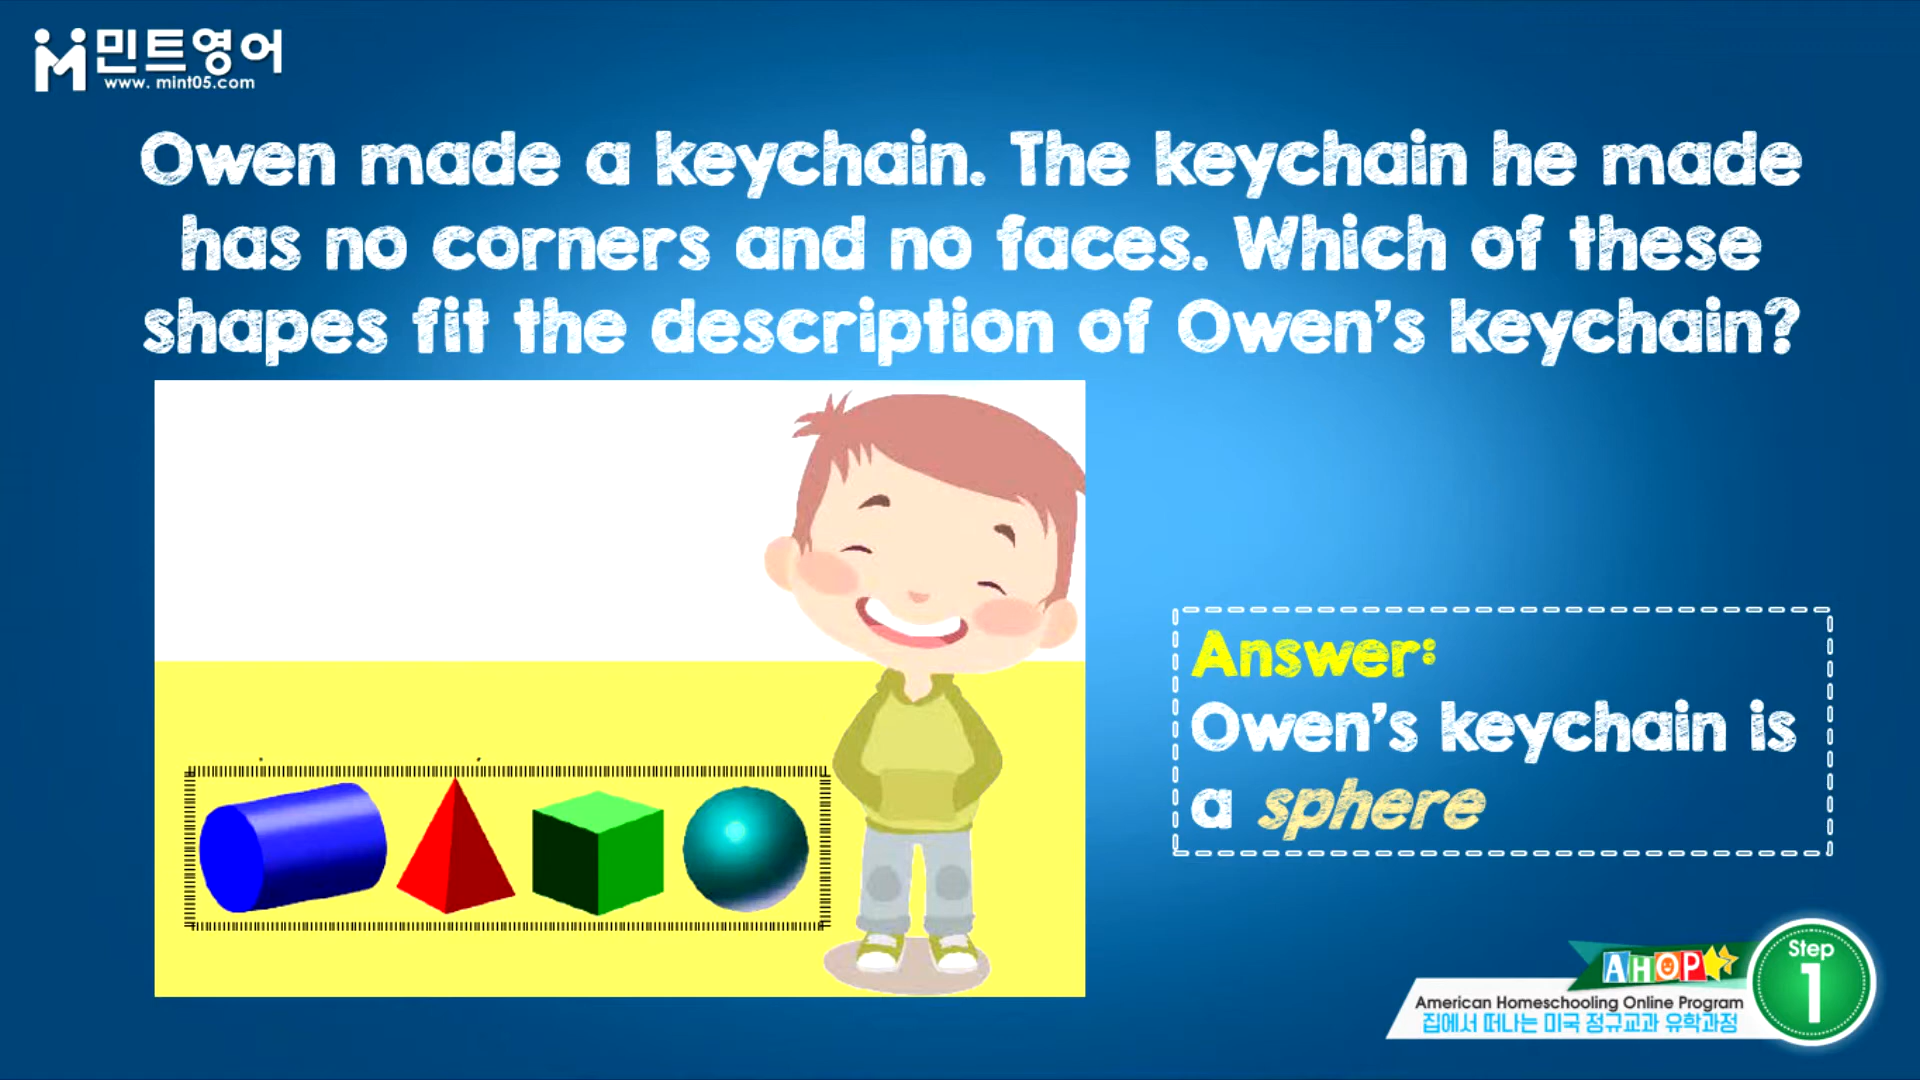 민트영어
www. mint05.com
Owen made a keychain. The keychain he made
has no corners and no faces. Which of these
shapes fit the description of Owen's keychain?
Answer:
Owen's keychain is
a sphere
AHOP
Step
1
American Homeschooling Online Program
집에서 떠나는 미국 정규교과 유학과정